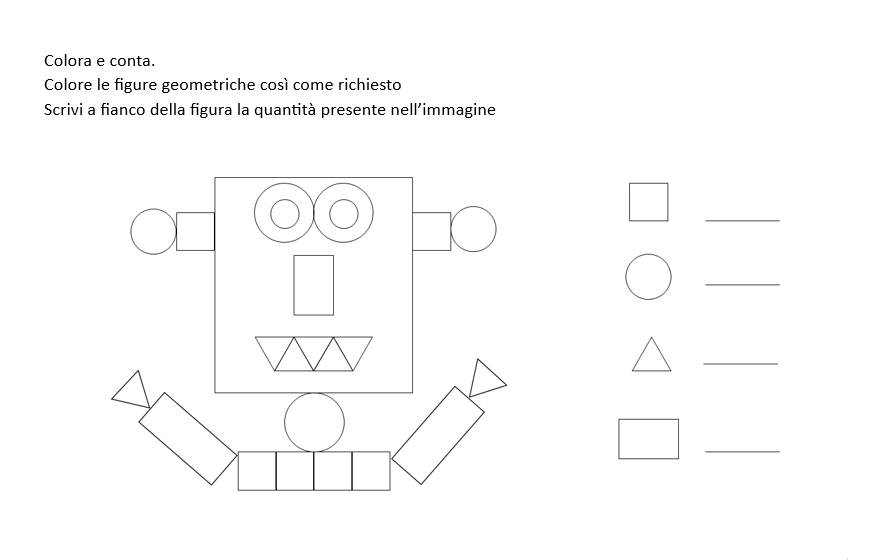 Colora e conta.
Colore le figure geometriche così come richiesto
Scrivi a fianco della figura la quantità presente nell’immagine